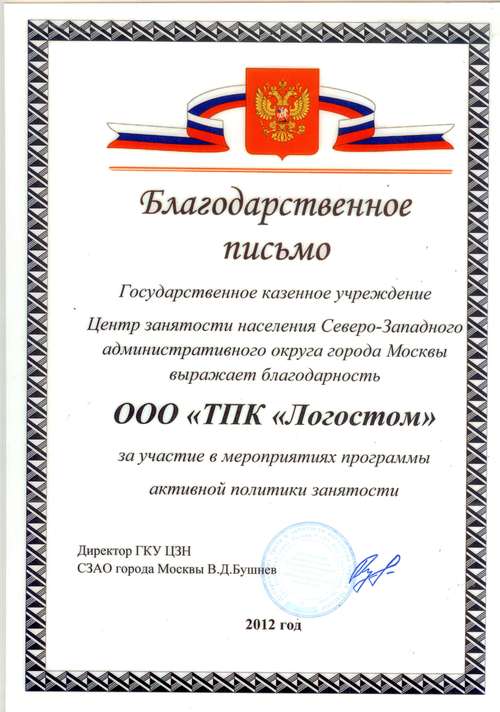 Благодарственное
письмо
Государственное казенное учреждение
Центр занятости населения Северо-Западного
административного округа города Москвы
выражает благодарность
ООО «ТПК «Логостом»
за участие в мероприятиях программы
активной политики занятости
Директор ГКУ ЦЗН
СЗАО города Москвы В.Д.Бушнев
2012 год